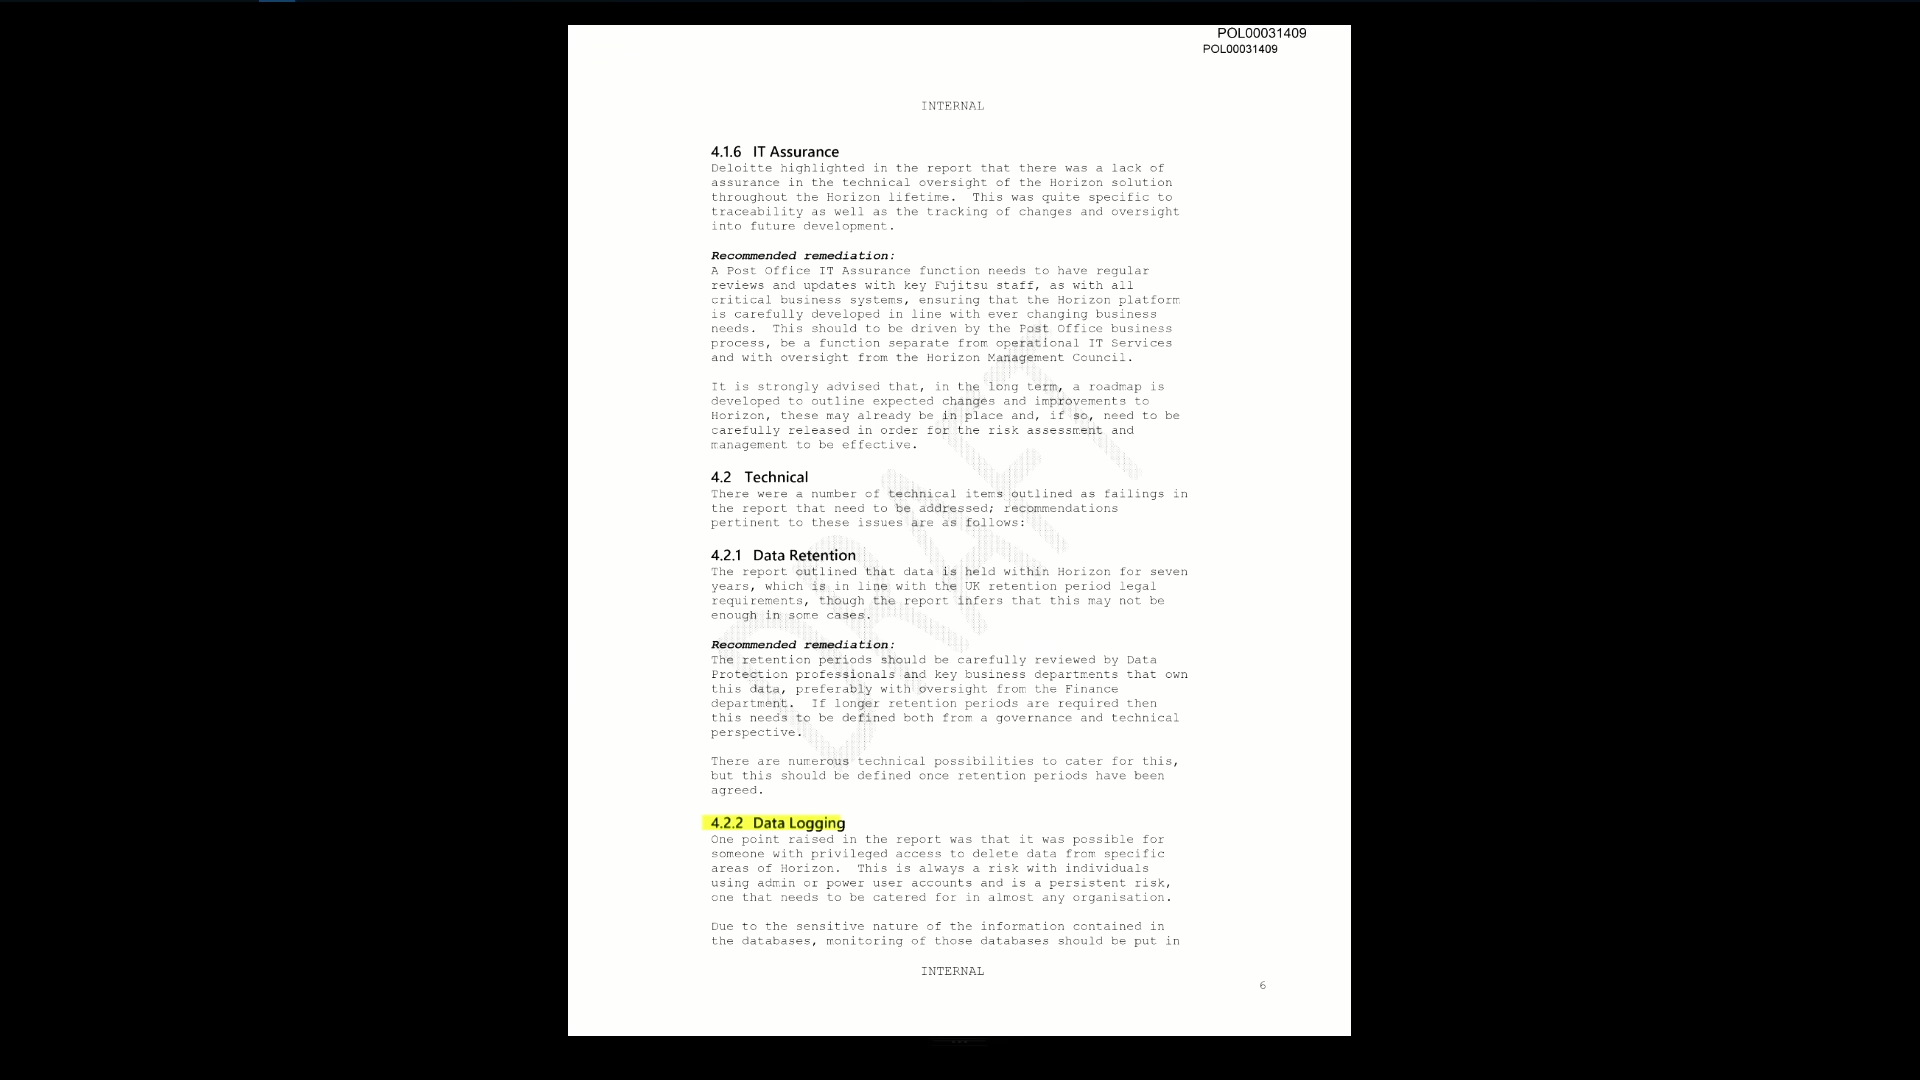 POL00031409
POL00031409
INTERNAL
4.1.6 IT Assurance
Deloitte highlighted in the report that there was a lack of
assurance in the technical oversight of the Horizon solution
throughout the Horizon lifetime. This was quite specific to
traceability as well as the tracking of changes and oversight
into future development.
Recommended remediation:
A Post Office IT Assurance function needs to have regular
reviews and updates with key Fujitsu staff, as with all
critical business systems, ensuring that the Horizon platform
is carefully developed in line with ever changing business
needs. This should to be driven by the Post Office business
process, be a function separate from operational IT Services
and with oversight from the Horizon Management Council.
It is strongly advised that, in the long term, a roadmap is
developed to outline expected changes and improvements to
Horizon, these may already be in place and, if so, need to be
carefully released in order for the risk assessment and
management to be effective.
4.2 Technical
There were a number of technical items outlined as failings in
the report that need to be addressed; recommendations
pertinent to these issues are as follows:
4.2.1 Data Retention
The report outlined that data is held within Horizon for seven
years, which is in line with the UK retention period legal
requirements, though the report infers that this may not be
enough in some cases.
Recommended remediation:
The retention periods should be carefully reviewed by Data
Protection professionals and key business departments that own
this data, preferably with oversight from the Finance
department. If longer retention periods are required then
this needs to be defined both from a governance and technical
perspective.
There are numerous technical possibilities to cater for this,
but this should be defined once retention periods have been
agreed.
4.2.2 Data Logging
One point raised in the report was that it was possible for
someone with privileged access to delete data from specific
areas of Horizon. This is always a risk with individuals
using admin or power user accounts and is a persistent risk,
one that needs to be catered for in almost any organisation.
Due to the sensitive nature of the information contained in
the databases, monitoring of those databases should be put in
INTERNAL
6